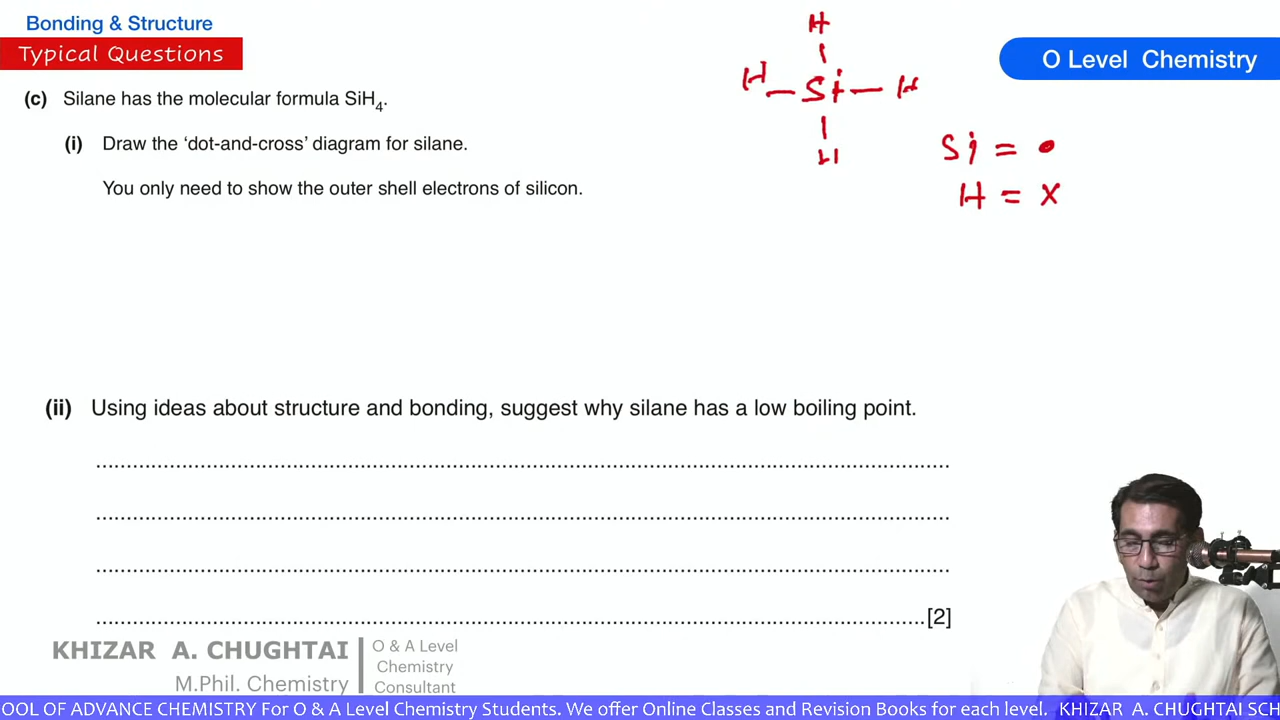 Bonding & Structure
Typical Questions
O Level Chemistry
H
H – Si – H
H
Si = •
H = x
(c) Silane has the molecular formula SiH₄.
(i) Draw the ‘dot-and-cross’ diagram for silane.
You only need to show the outer shell electrons of silicon.
(ii) Using ideas about structure and bonding, suggest why silane has a low boiling point.
[2]
KHIZAR A. CHUGHTAI
M.Phil. Chemistry
O & A Level
Chemistry
Consultant
OOL OF ADVANCE CHEMISTRY For O & A Level Chemistry Students. We offer Online Classes and Revision Books for each level. KHIZAR A. CHUGHTAI SCH